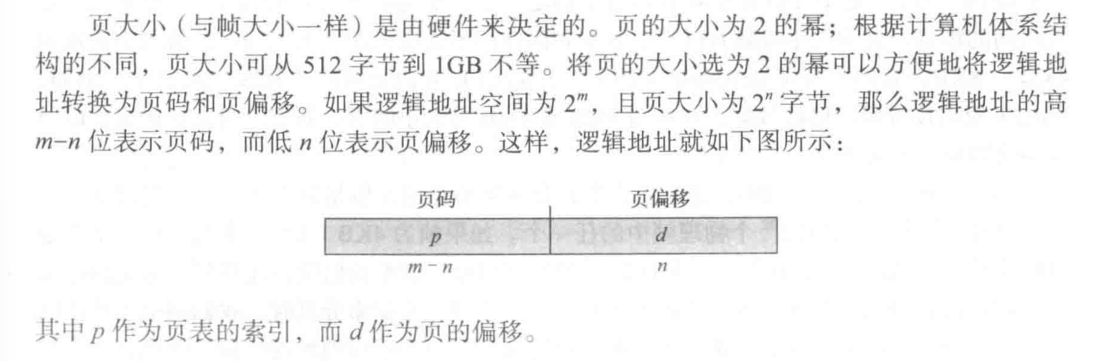 页大小（与帧大小一样）是由硬件来决定的。页的大小为 2 的幂；根据计算机体系结
构的不同，页大小可从 512 字节到 1GB 不等。将页的大小选为 2 的幂可以方便地将逻辑地
址转换为页码和页偏移。如果逻辑地址空间为 2ᵐ，且页大小为 2ⁿ 字节，那么逻辑地址的高
m−n 位表示页码，而低 n 位表示页偏移。这样，逻辑地址就如下图所示：
页码 页偏移
p d
m − n n
其中 p 作为页表的索引，而 d 作为页的偏移。